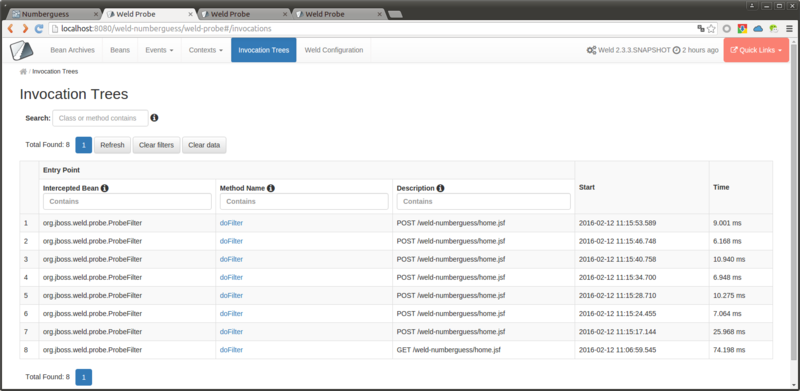 Numberguess
Weld Probe
Weld Probe
Weld Probe
localhost:8080/weld-numberguess/weld-probe#/invocations
Bean Archives Beans Events Contexts Invocation Trees Weld Configuration Weld 2.3.3.SNAPSHOT 2 hours ago Quick Links
/ Invocation Trees
Invocation Trees
Search: Class or method contains
Total Found: 8 1 Refresh Clear filters Clear data
Entry Point
Intercepted Bean Method Name Description Start Time
Contains Contains Contains
1 org.jboss.weld.probe.ProbeFilter doFilter POST /weld-numberguess/home.jsf 2016-02-12 11:15:53.589 9.001 ms
2 org.jboss.weld.probe.ProbeFilter doFilter POST /weld-numberguess/home.jsf 2016-02-12 11:15:46.748 6.168 ms
3 org.jboss.weld.probe.ProbeFilter doFilter POST /weld-numberguess/home.jsf 2016-02-12 11:15:40.758 10.940 ms
4 org.jboss.weld.probe.ProbeFilter doFilter POST /weld-numberguess/home.jsf 2016-02-12 11:15:34.700 6.948 ms
5 org.jboss.weld.probe.ProbeFilter doFilter POST /weld-numberguess/home.jsf 2016-02-12 11:15:28.710 10.275 ms
6 org.jboss.weld.probe.ProbeFilter doFilter POST /weld-numberguess/home.jsf 2016-02-12 11:15:24.455 7.064 ms
7 org.jboss.weld.probe.ProbeFilter doFilter POST /weld-numberguess/home.jsf 2016-02-12 11:15:17.144 25.968 ms
8 org.jboss.weld.probe.ProbeFilter doFilter GET /weld-numberguess/home.jsf 2016-02-12 11:06:59.545 74.198 ms
Total Found: 8 1